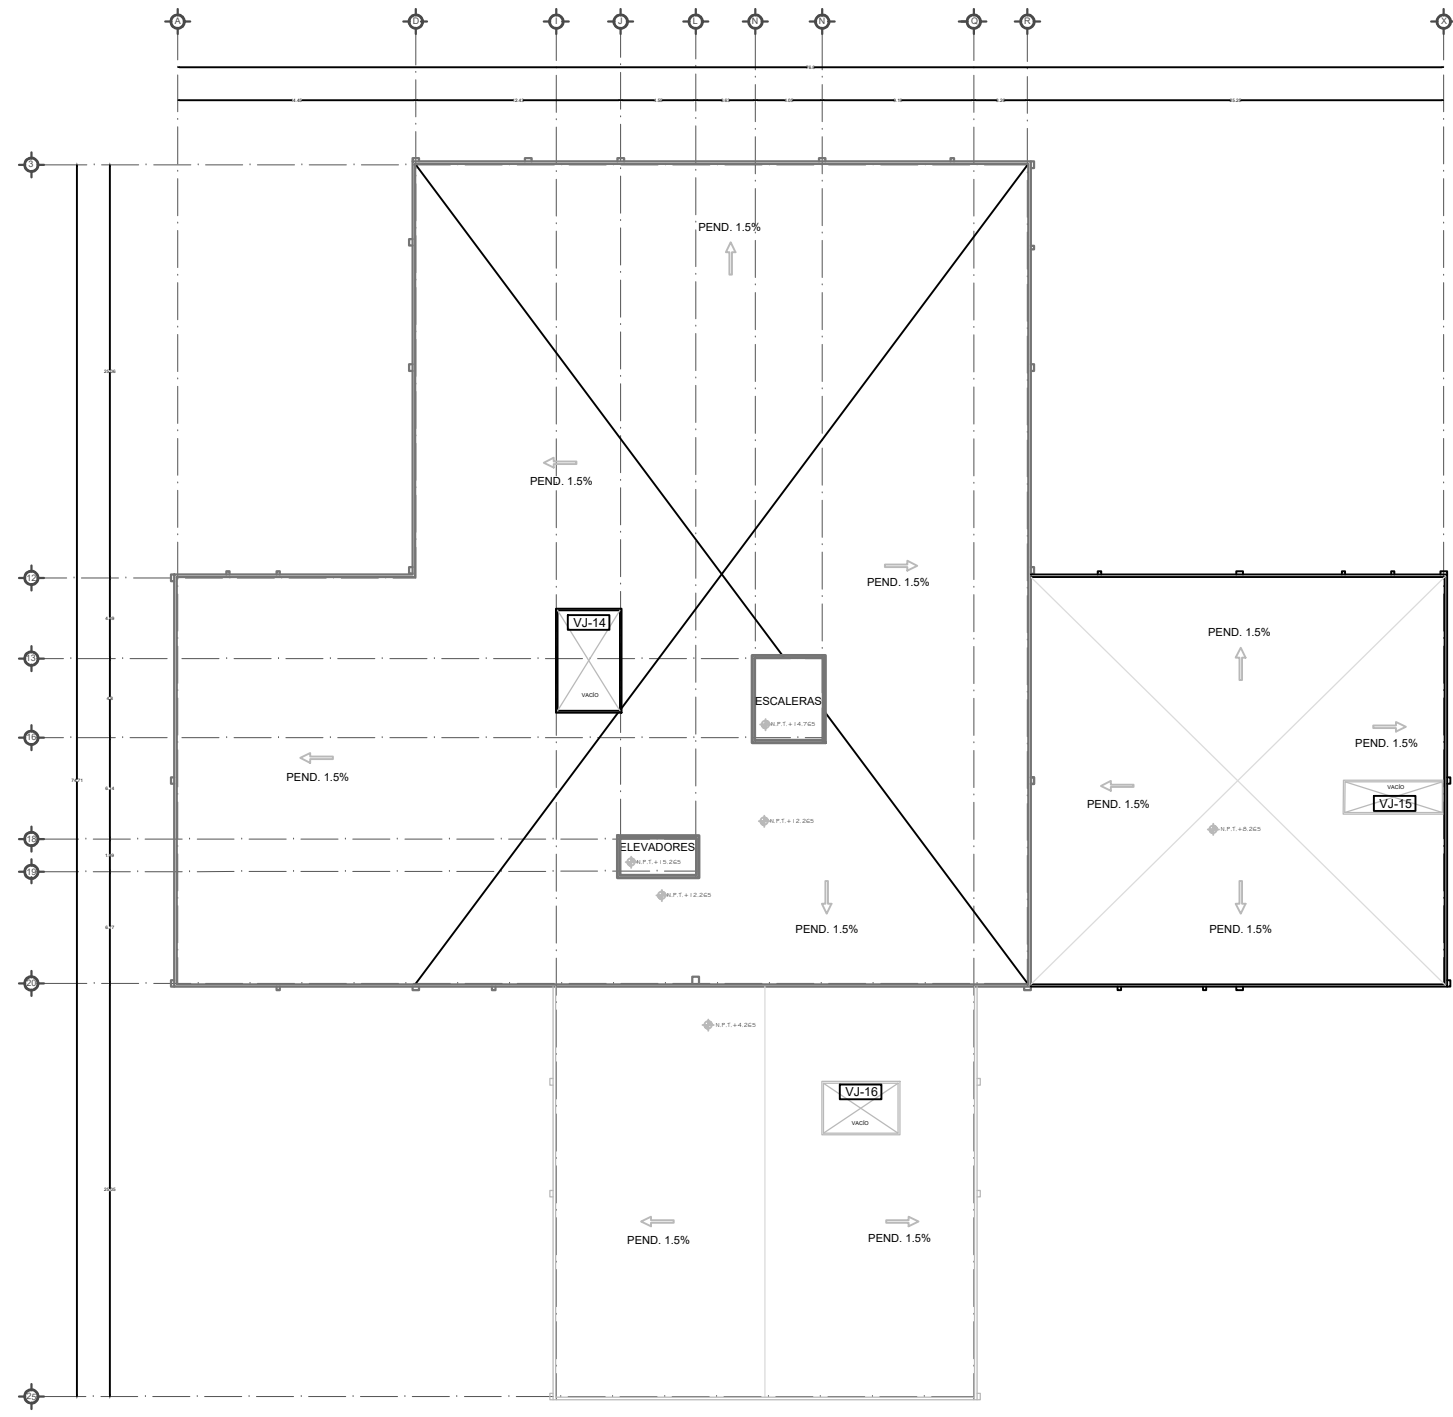 A
D
I
J
L
N
N
Q
R
X
3
PEND. 1.5%
PEND. 1.5%
12
PEND. 1.5%
VJ-14
PEND. 1.5%
13
VACÍO
ESCALERAS
N.P.T.+14.765
16
PEND. 1.5%
PEND. 1.5%
VACÍO
VJ-15
PEND. 1.5%
N.P.T.+12.265
N.P.T.+8.265
18
ELEVADORES
N.P.T.+15.265
19
N.P.T.+12.265
PEND. 1.5%
PEND. 1.5%
20
N.P.T.+4.265
VJ-16
VACÍO
PEND. 1.5%
PEND. 1.5%
25